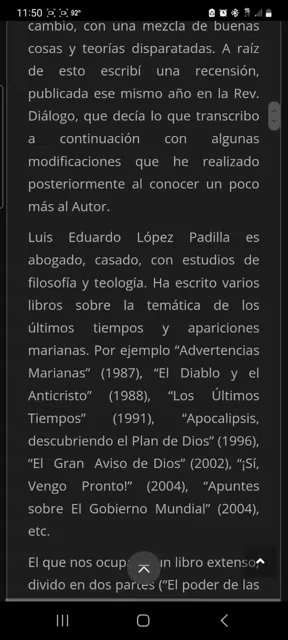 11:50 92°
cambio, con una mezcla de buenas
cosas y teorías disparatadas. A raíz
de esto escribí una recensión,
publicada ese mismo año en la Rev.
Diálogo, que decía lo que transcribo
a continuación con algunas
modificaciones que he realizado
posteriormente al conocer un poco
más al Autor.
Luis Eduardo López Padilla es
abogado, casado, con estudios de
filosofía y teología. Ha escrito varios
libros sobre la temática de los
últimos tiempos y apariciones
marianas. Por ejemplo “Advertencias
Marianas” (1987), “El Diablo y el
Anticristo” (1988), “Los Últimos
Tiempos” (1991), “Apocalipsis,
descubriendo el Plan de Dios” (1996),
“El Gran Aviso de Dios” (2002), “¡Sí,
Vengo Pronto!” (2004), “Apuntes
sobre El Gobierno Mundial” (2004),
etc.
El que nos ocupa un libro extenso,
divido en dos partes (“El poder de las